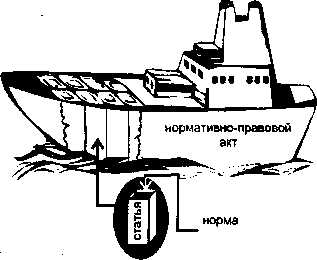 нормативно-правовой
акт
статья
норма